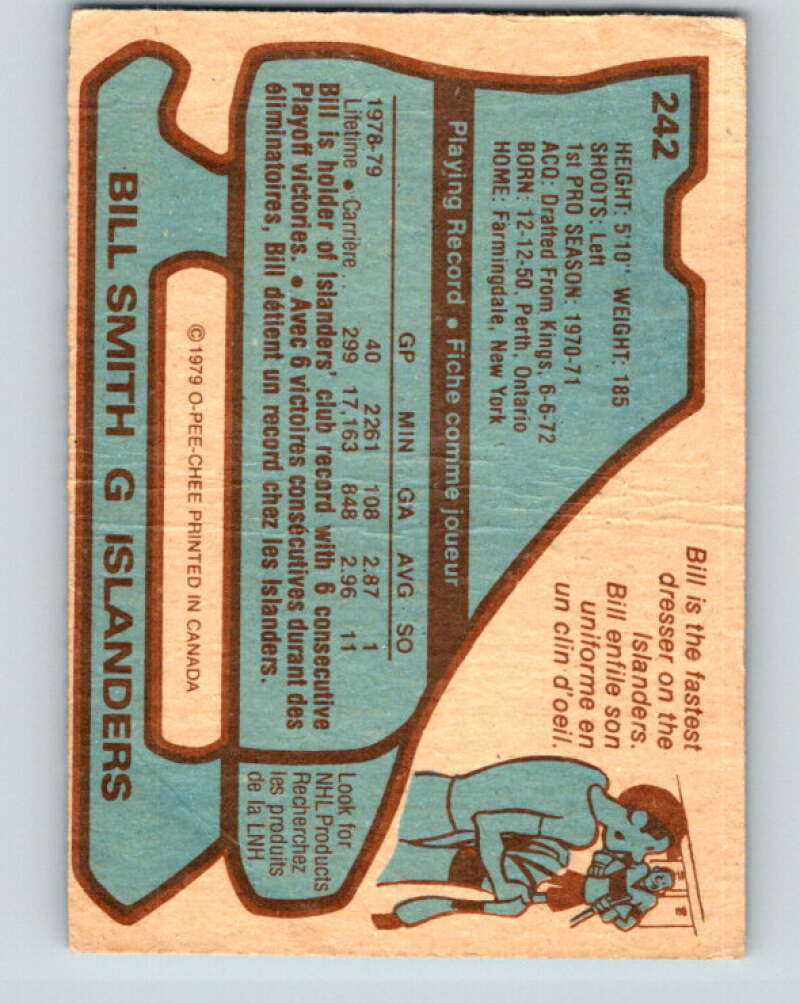 242
HEIGHT: 5'10" WEIGHT: 185
SHOOTS: Left
1st PRO SEASON: 1970-71
ACQ: Drafted From Kings, 6-6-72
BORN: 12-12-50, Perth, Ontario
HOME: Farmingdale, New York
Bill is the fastest
dresser on the
Islanders.
Bill enfile son
uniforme en
un clin d'oeil.
Playing Record • Fiche comme joueur
GP MIN GA AVG SO
1978-79 40 2261 108 2.87 1
Lifetime • Carrière... 299 17,163 848 2.96 11
Bill is holder of Islanders' club record with 6 consecutive
Playoff victories. • Avec 6 victoires consécutives durant des
éliminatoires, Bill détient un record chez les Islanders.
Look for
NHL Products
Recherchez
les produits
de la LNH
©1979 O-PEE-CHEE PRINTED IN CANADA
BILL SMITH G ISLANDERS